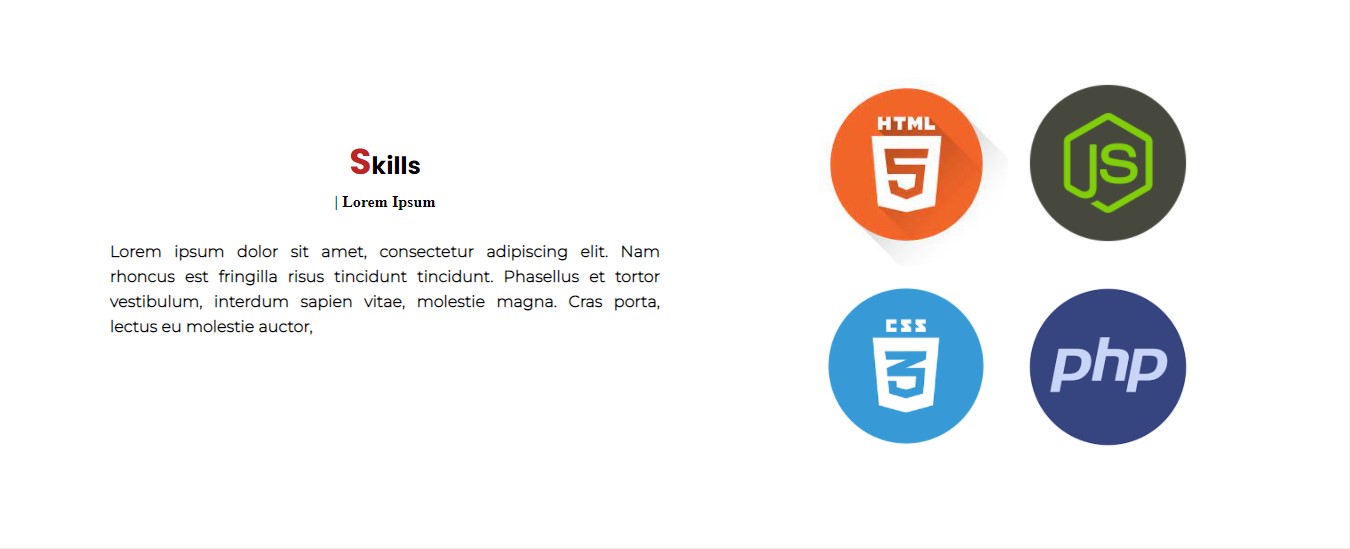 Skills
| Lorem Ipsum
Lorem ipsum dolor sit amet, consectetur adipiscing elit. Nam
rhoncus est fringilla risus tincidunt tincidunt. Phasellus et tortor
vestibulum, interdum sapien vitae, molestie magna. Cras porta,
lectus eu molestie auctor,
HTML
5
JS
CSS
3
php